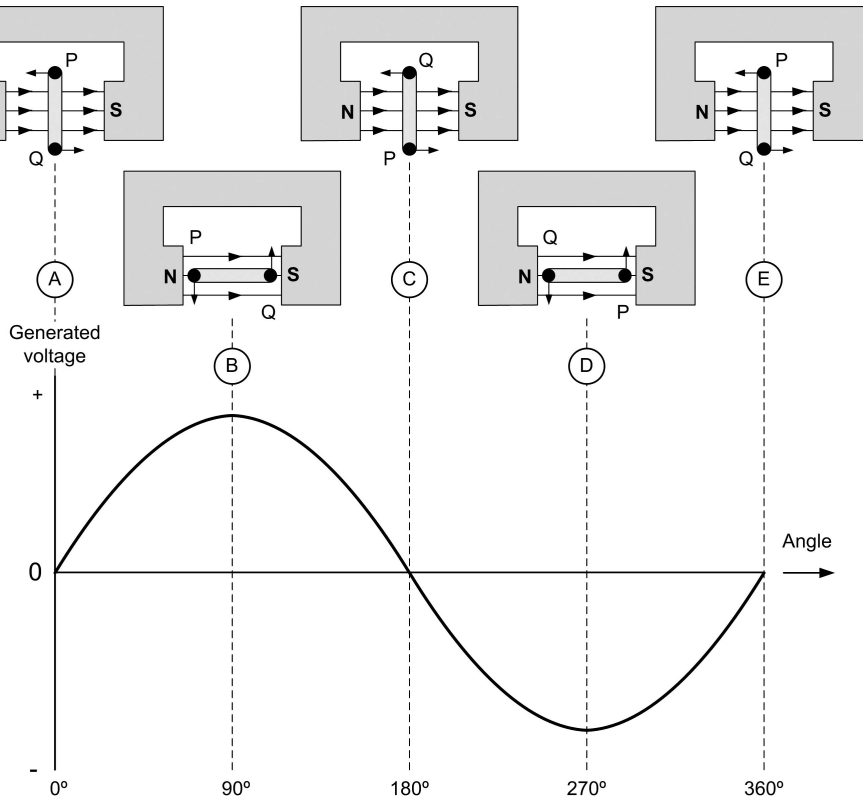 P
S
Q
Q
N
S
P
P
N
S
Q
P
N
S
Q
Q
N
S
P
A
C
E
B
D
Generated
voltage
+
0
-
Angle
0º
90º
180º
270º
360º